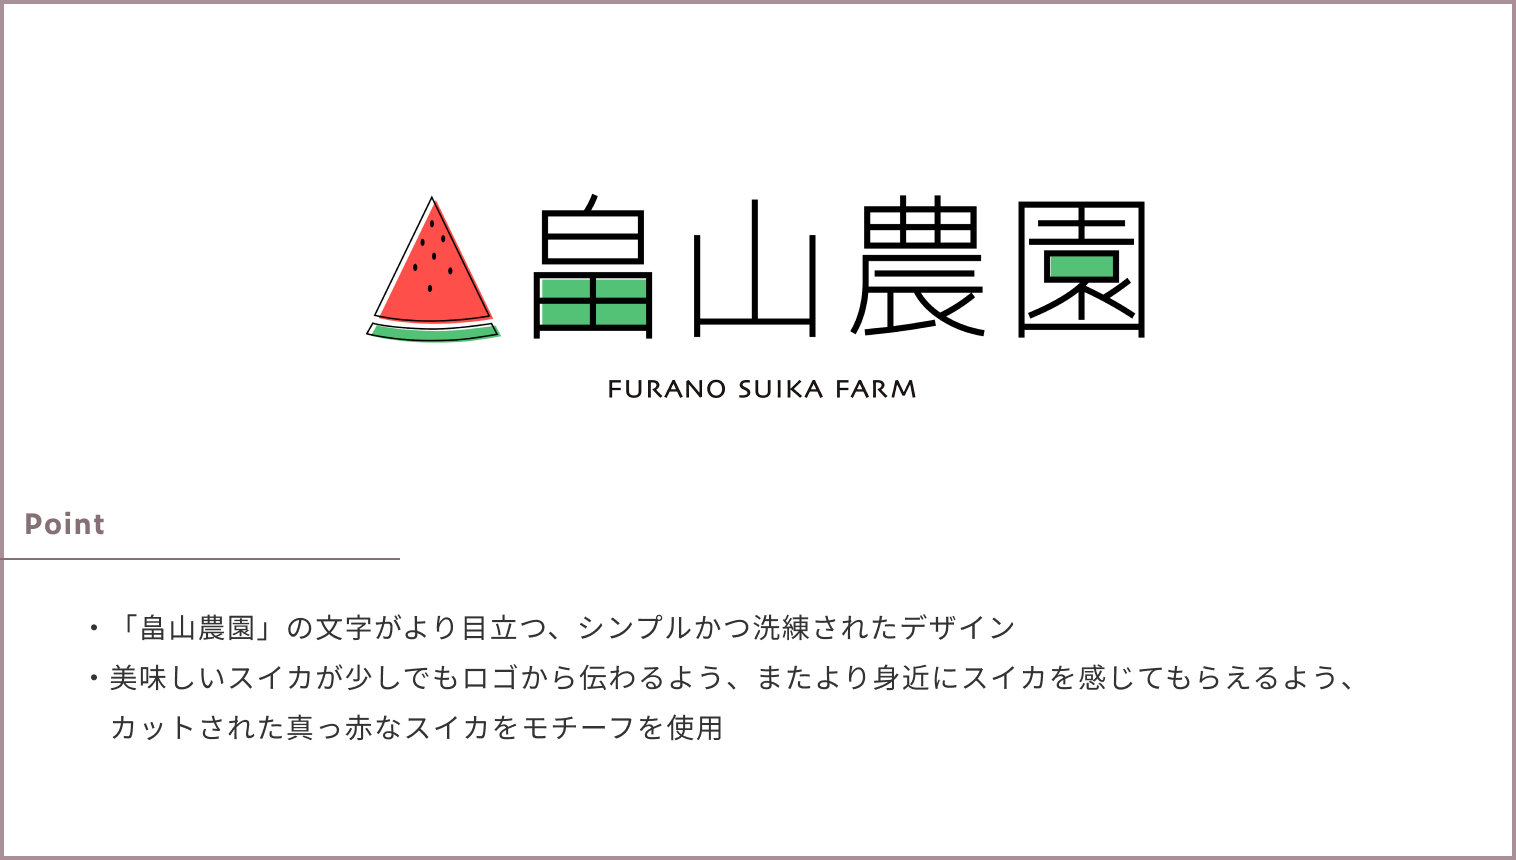 畠山農園
FURANO SUIKA FARM
Point
・「畠山農園」の文字がより目立つ、シンプルかつ洗練されたデザイン
・美味しいスイカが少しでもロゴから伝わるよう、またより身近にスイカを感じてもらえるよう、
カットされた真っ赤なスイカをモチーフを使用